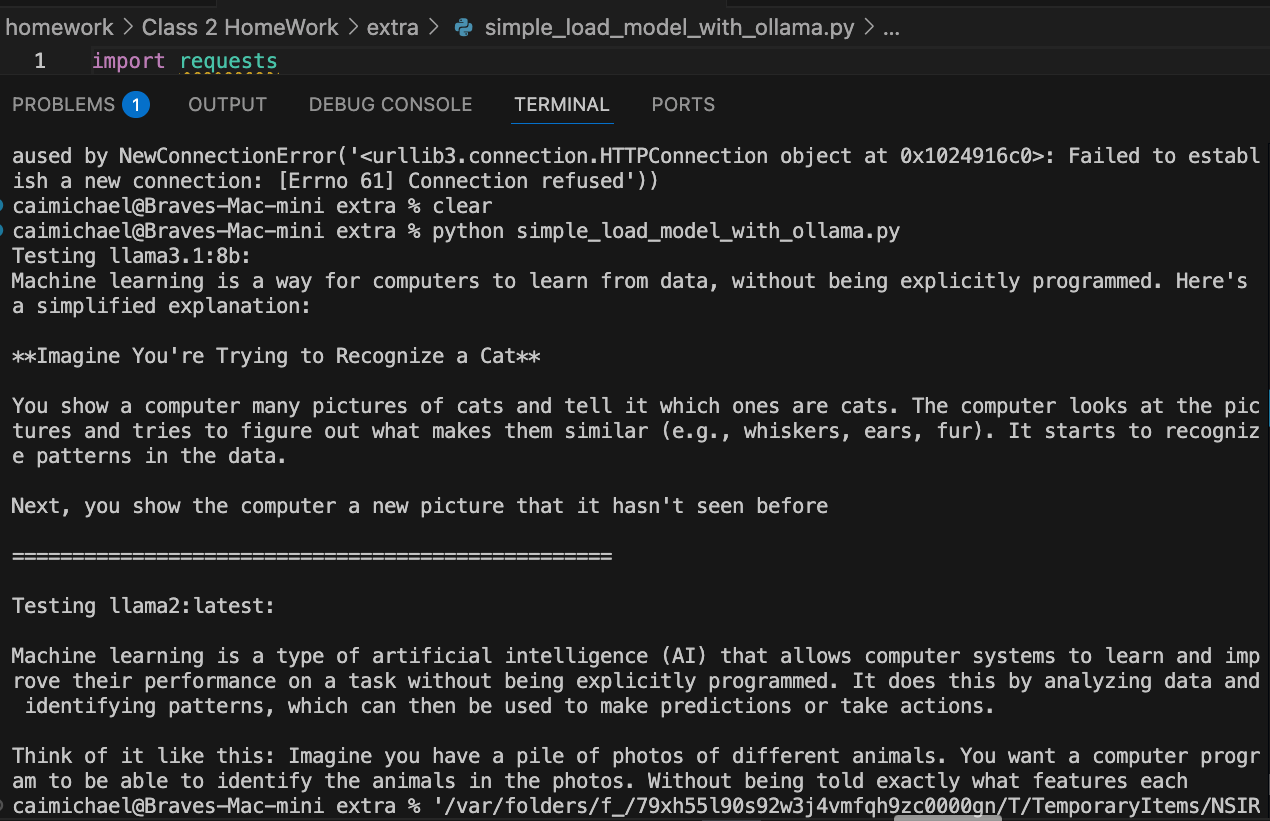 homework > Class 2 HomeWork > extra > simple_load_model_with_ollama.py > ...
1 import requests
PROBLEMS 1 OUTPUT DEBUG CONSOLE TERMINAL PORTS
aused by NewConnectionError('<urllib3.connection.HTTPConnection object at 0x1024916c0>: Failed to establ
ish a new connection: [Errno 61] Connection refused'))
caimichael@Braves-Mac-mini extra % clear
caimichael@Braves-Mac-mini extra % python simple_load_model_with_ollama.py
Testing llama3.1:8b:
Machine learning is a way for computers to learn from data, without being explicitly programmed. Here's
a simplified explanation:
**Imagine You're Trying to Recognize a Cat**
You show a computer many pictures of cats and tell it which ones are cats. The computer looks at the pic
tures and tries to figure out what makes them similar (e.g., whiskers, ears, fur). It starts to recogniz
e patterns in the data.
Next, you show the computer a new picture that it hasn't seen before
==================================================
Testing llama2:latest:
Machine learning is a type of artificial intelligence (AI) that allows computer systems to learn and imp
rove their performance on a task without being explicitly programmed. It does this by analyzing data and
identifying patterns, which can then be used to make predictions or take actions.
Think of it like this: Imagine you have a pile of photos of different animals. You want a computer progr
am to be able to identify the animals in the photos. Without being told exactly what features each
caimichael@Braves-Mac-mini extra % '/var/folders/f_/79xh55l90s92w3j4vmfqh9zc0000gn/T/TemporaryItems/NSIR